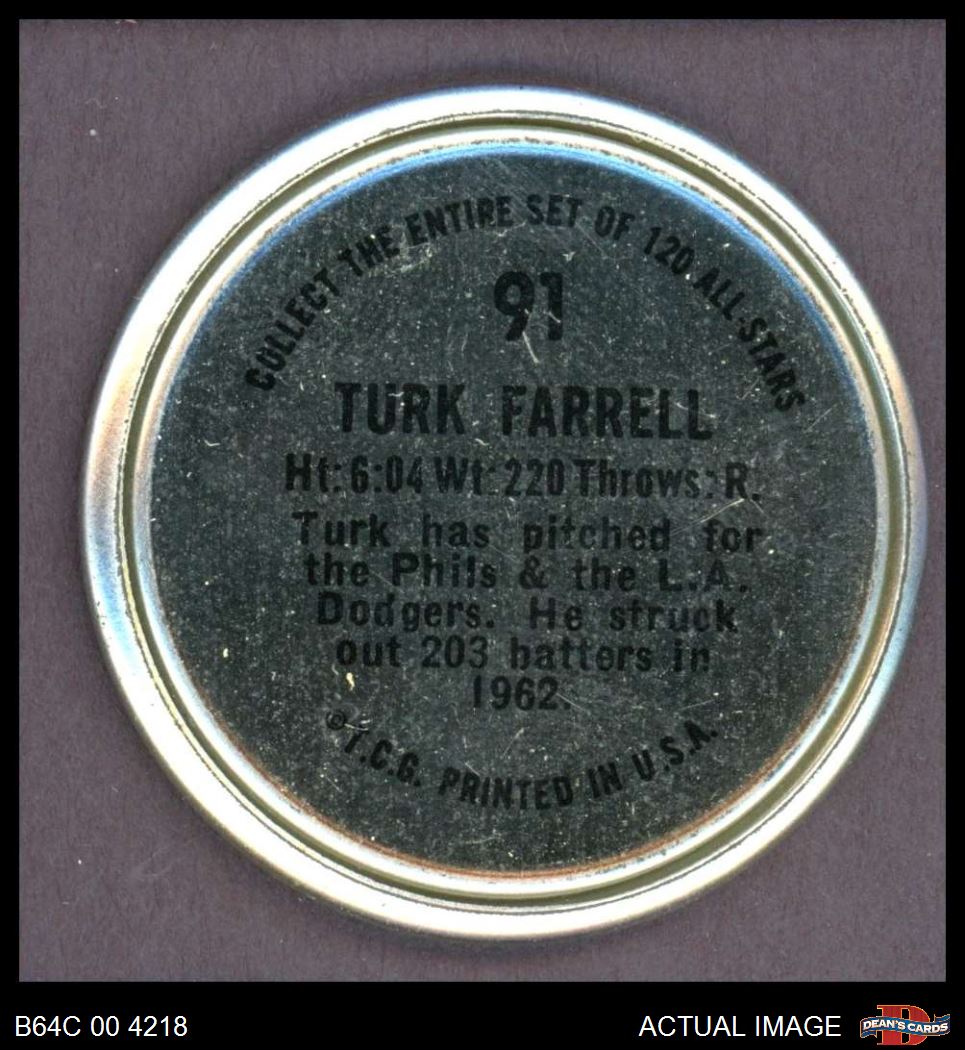 COLLECT THE ENTIRE SET OF 120 ALL-STARS
91
TURK FARRELL
Ht: 6:04 Wt: 220 Throws: R.
Turk has pitched for
the Phils & the L.A.
Dodgers. He struck
out 203 batters in
1962.
©T.C.G. PRINTED IN U.S.A.
B64C 00 4218
ACTUAL IMAGE
DEAN'S CARDS